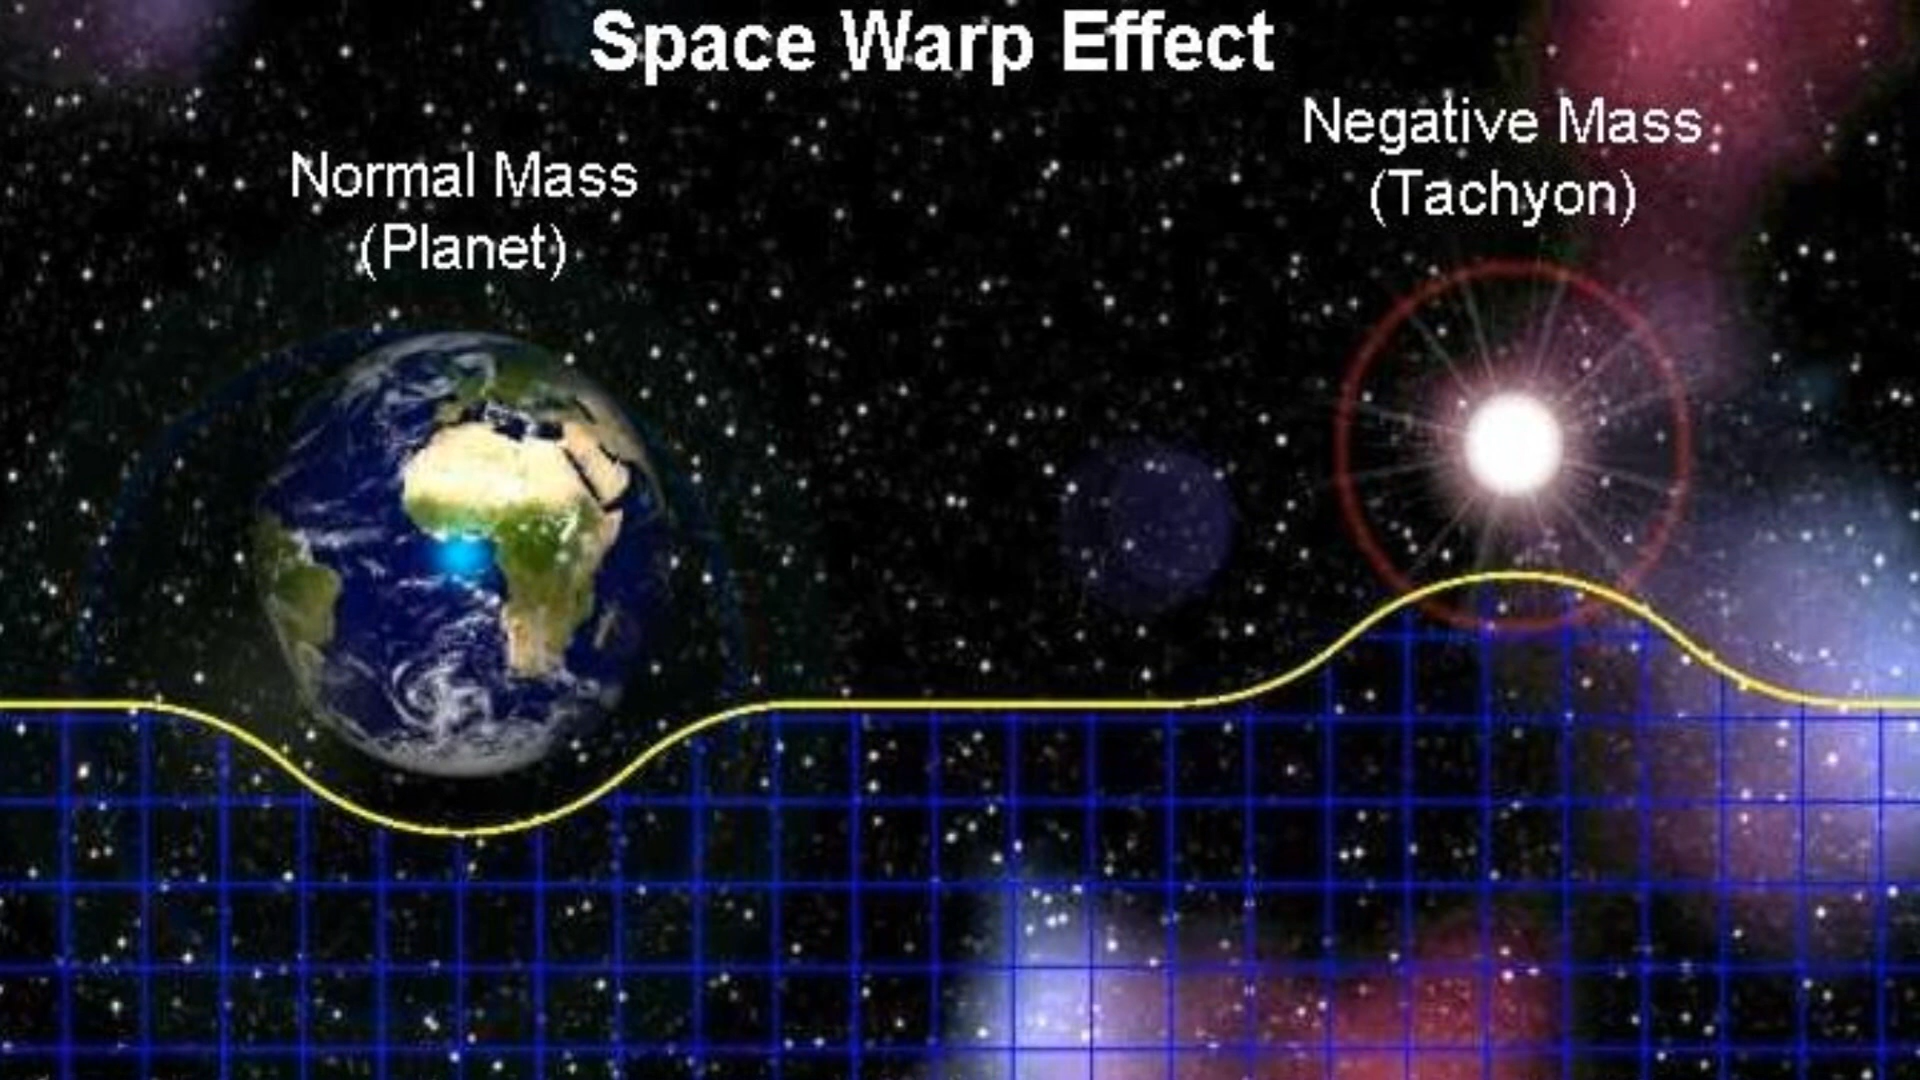 Space Warp Effect
Normal Mass
(Planet)
Negative Mass
(Tachyon)